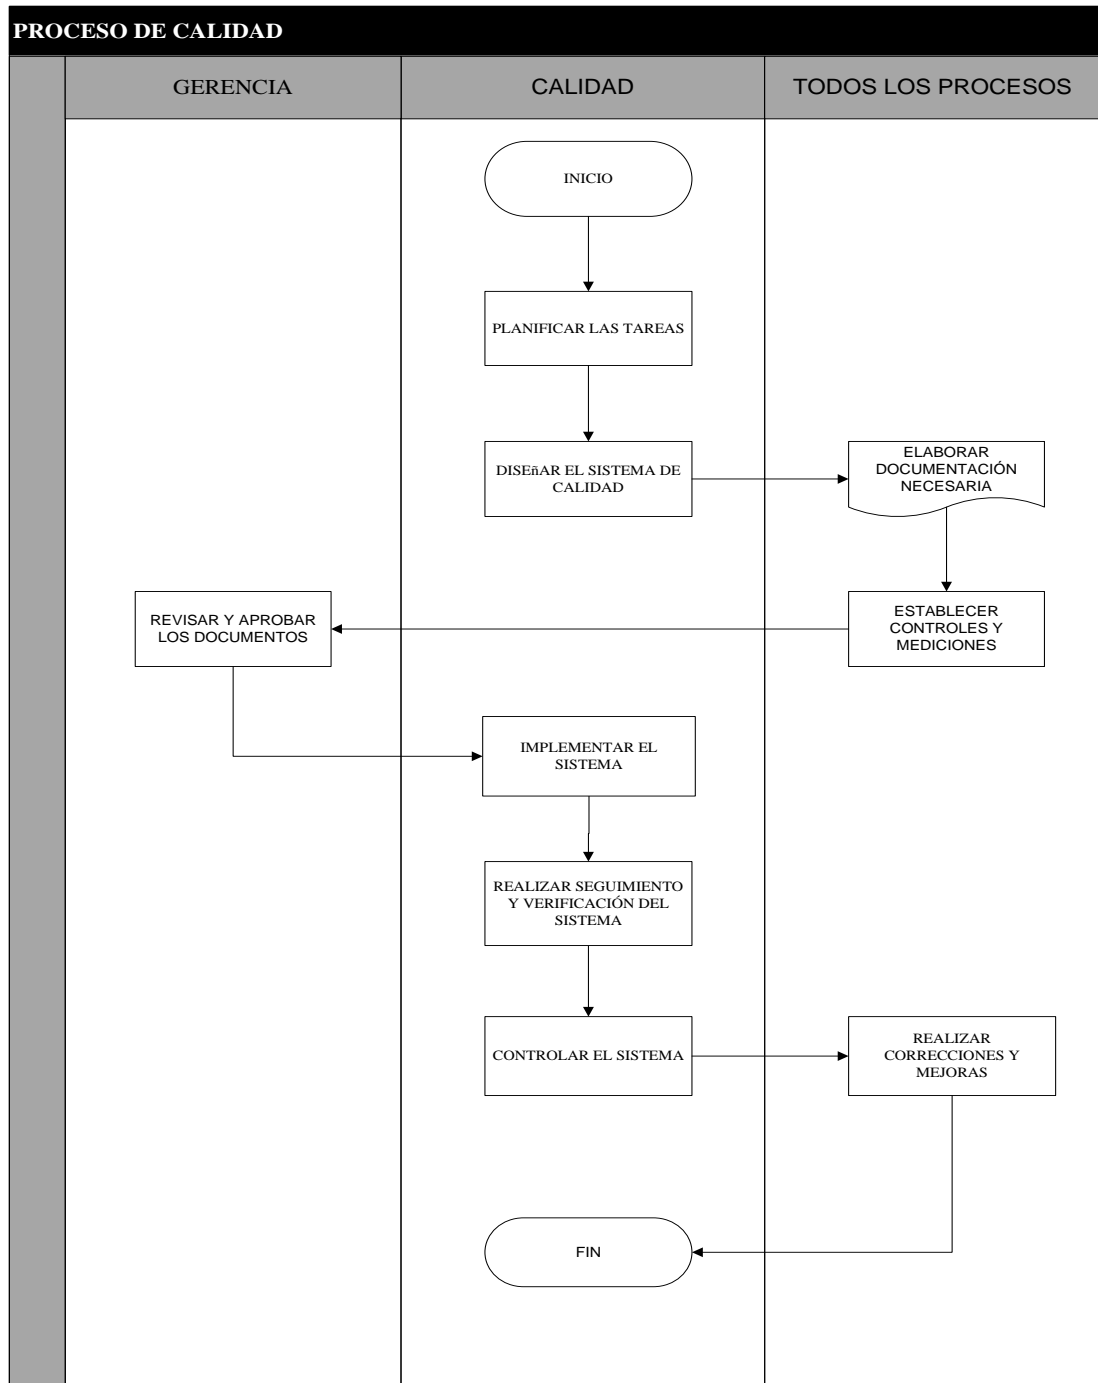 PROCESO DE CALIDAD
GERENCIA
CALIDAD
TODOS LOS PROCESOS
INICIO
PLANIFICAR LAS TAREAS
DISEñAR EL SISTEMA DE
CALIDAD
ELABORAR
DOCUMENTACIÓN
NECESARIA
ESTABLECER
CONTROLES Y
MEDICIONES
REVISAR Y APROBAR
LOS DOCUMENTOS
IMPLEMENTAR EL
SISTEMA
REALIZAR SEGUIMIENTO
Y VERIFICACIÓN DEL
SISTEMA
CONTROLAR EL SISTEMA
REALIZAR
CORRECCIONES Y
MEJORAS
FIN